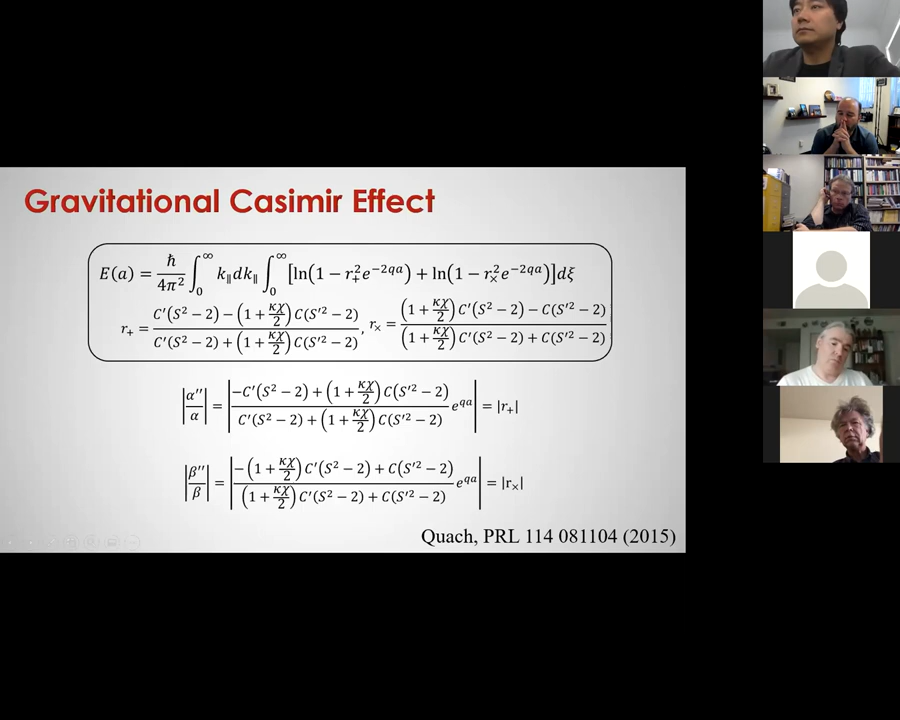 Gravitational Casimir Effect
E(a) = ħ/4π² ∫₀^∞ k∥dk∥ ∫₀^∞ [ln(1 − r₊²e^(−2qa)) + ln(1 − rₓ²e^(−2qa))]dξ
r₊ = (C′(S² − 2) − (1 + κχ/2) C(S′² − 2)) / (C′(S² − 2) + (1 + κχ/2) C(S′² − 2)), rₓ = ((1 + κχ/2) C′(S² − 2) − C(S′² − 2)) / ((1 + κχ/2) C′(S² − 2) + C(S′² − 2))
|α′′/α| = |(−C′(S² − 2) + (1 + κχ/2) C(S′² − 2)) / (C′(S² − 2) + (1 + κχ/2) C(S′² − 2)) e^(qa)| = |r₊|
|β′′/β| = |(−(1 + κχ/2) C′(S² − 2) + C(S′² − 2)) / ((1 + κχ/2) C′(S² − 2) + C(S′² − 2)) e^(qa)| = |rₓ|
Quach, PRL 114 081104 (2015)